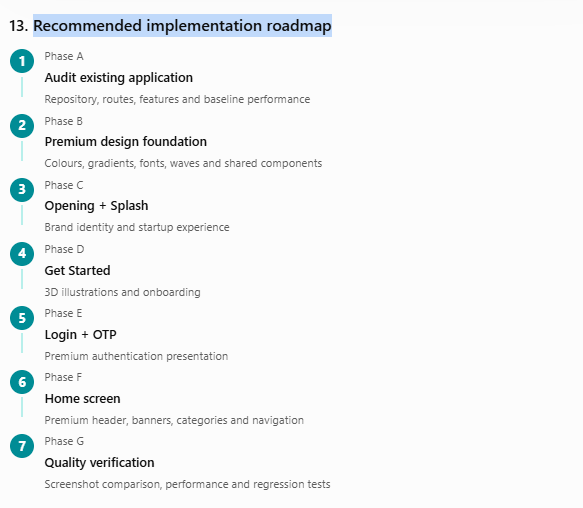 13. Recommended implementation roadmap
1
Phase A
Audit existing application
Repository, routes, features and baseline performance
2
Phase B
Premium design foundation
Colours, gradients, fonts, waves and shared components
3
Phase C
Opening + Splash
Brand identity and startup experience
4
Phase D
Get Started
3D illustrations and onboarding
5
Phase E
Login + OTP
Premium authentication presentation
6
Phase F
Home screen
Premium header, banners, categories and navigation
7
Phase G
Quality verification
Screenshot comparison, performance and regression tests